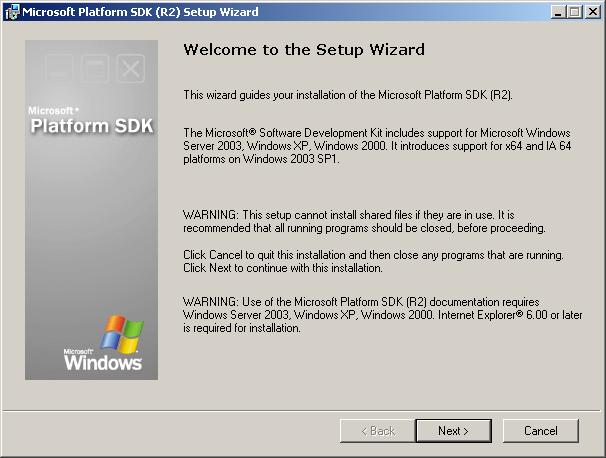 Microsoft Platform SDK (R2) Setup Wizard
Welcome to the Setup Wizard
This wizard guides your installation of the Microsoft Platform SDK (R2).
The Microsoft® Software Development Kit includes support for Microsoft Windows
Server 2003, Windows XP, Windows 2000. It introduces support for x64 and IA 64
platforms on Windows 2003 SP1.
WARNING: This setup cannot install shared files if they are in use. It is
recommended that all running programs should be closed, before proceeding.
Click Cancel to quit this installation and then close any programs that are running.
Click Next to continue with this installation.
WARNING: Use of the Microsoft Platform SDK (R2) documentation requires
Windows Server 2003, Windows XP, Windows 2000. Internet Explorer® 6.00 or later
is required for installation.
Microsoft®
Platform SDK
Microsoft®
Windows
< Back
Next >
Cancel